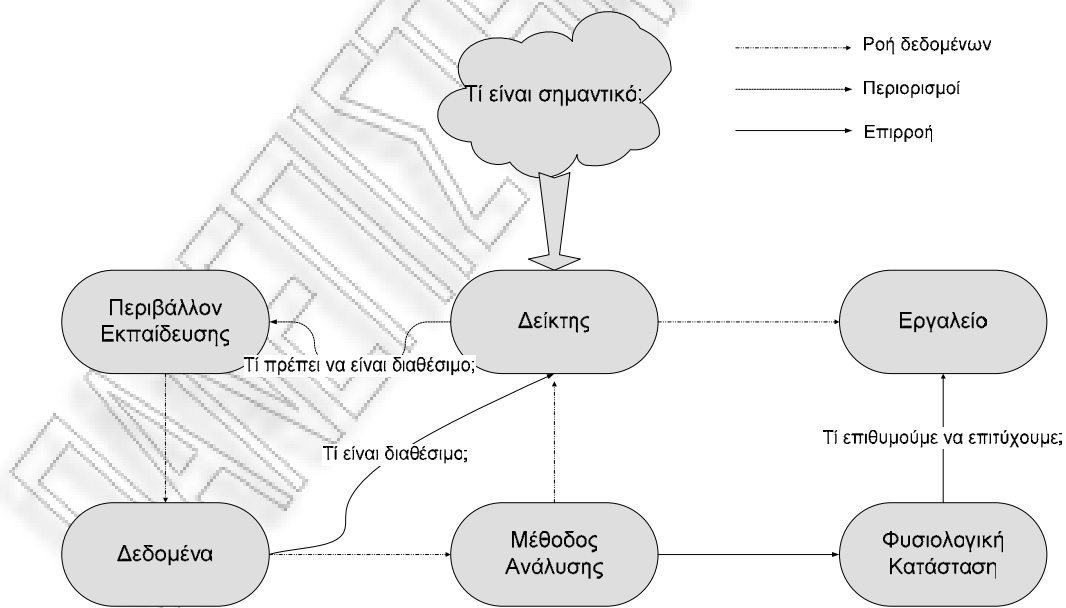 Τί είναι σημαντικό;
Ροή δεδομένων
Περιορισμοί
Επιρροή
Περιβάλλον
Εκπαίδευσης
Δείκτης
Εργαλείο
Τί πρέπει να είναι διαθέσιμο;
Τί είναι διαθέσιμο;
Τί επιθυμούμε να επιτύχουμε;
Δεδομένα
Μέθοδος
Ανάλυσης
Φυσιολογική
Κατάσταση